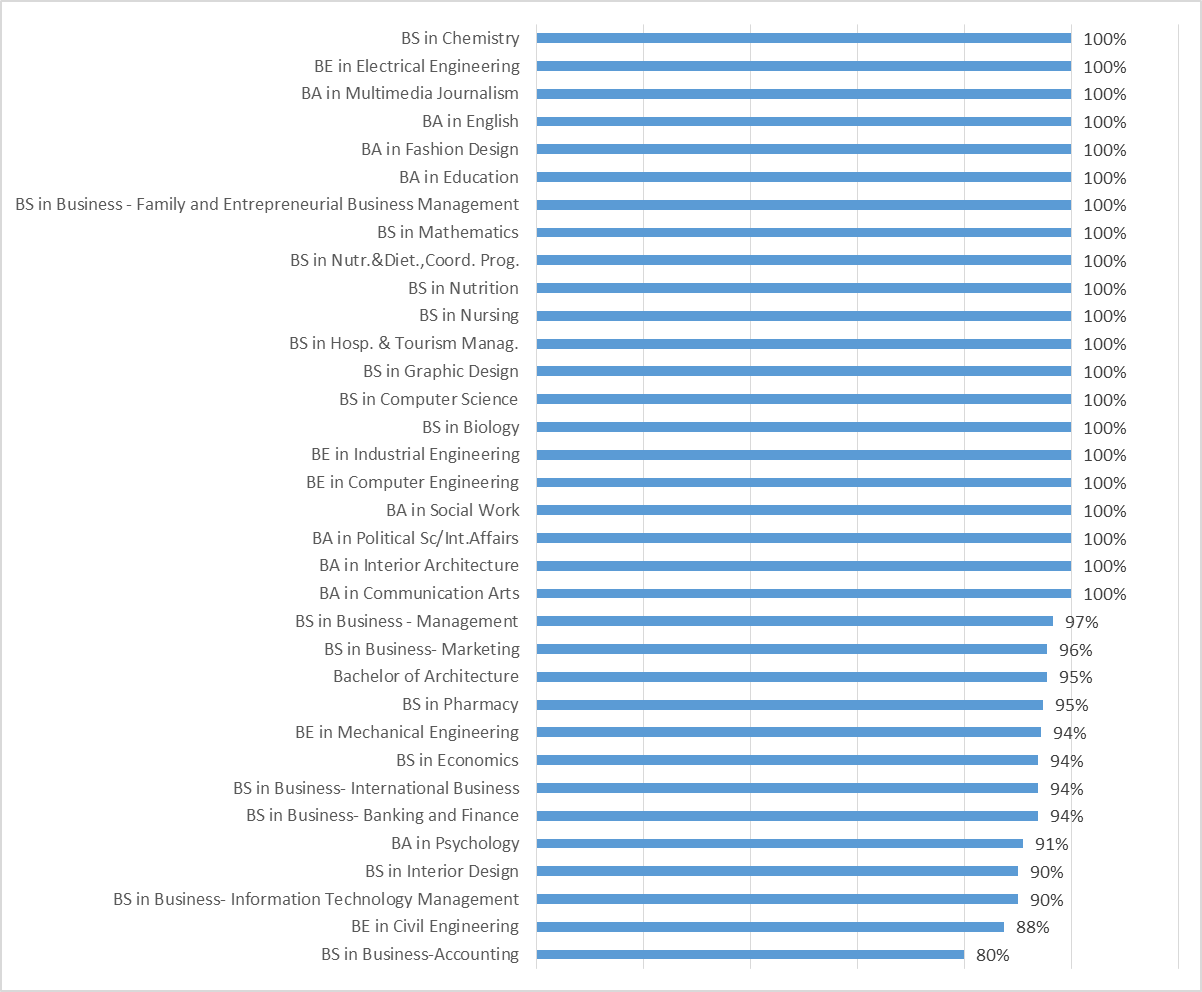 BS in Chemistry 100%
BE in Electrical Engineering 100%
BA in Multimedia Journalism 100%
BA in English 100%
BA in Fashion Design 100%
BA in Education 100%
BS in Business - Family and Entrepreneurial Business Management 100%
BS in Mathematics 100%
BS in Nutr.&Diet.,Coord. Prog. 100%
BS in Nutrition 100%
BS in Nursing 100%
BS in Hosp. & Tourism Manag. 100%
BS in Graphic Design 100%
BS in Computer Science 100%
BS in Biology 100%
BE in Industrial Engineering 100%
BE in Computer Engineering 100%
BA in Social Work 100%
BA in Political Sc/Int.Affairs 100%
BA in Interior Architecture 100%
BA in Communication Arts 100%
BS in Business - Management 97%
BS in Business- Marketing 96%
Bachelor of Architecture 95%
BS in Pharmacy 95%
BE in Mechanical Engineering 94%
BS in Economics 94%
BS in Business- International Business 94%
BS in Business- Banking and Finance 94%
BA in Psychology 91%
BS in Interior Design 90%
BS in Business- Information Technology Management 90%
BE in Civil Engineering 88%
BS in Business-Accounting 80%